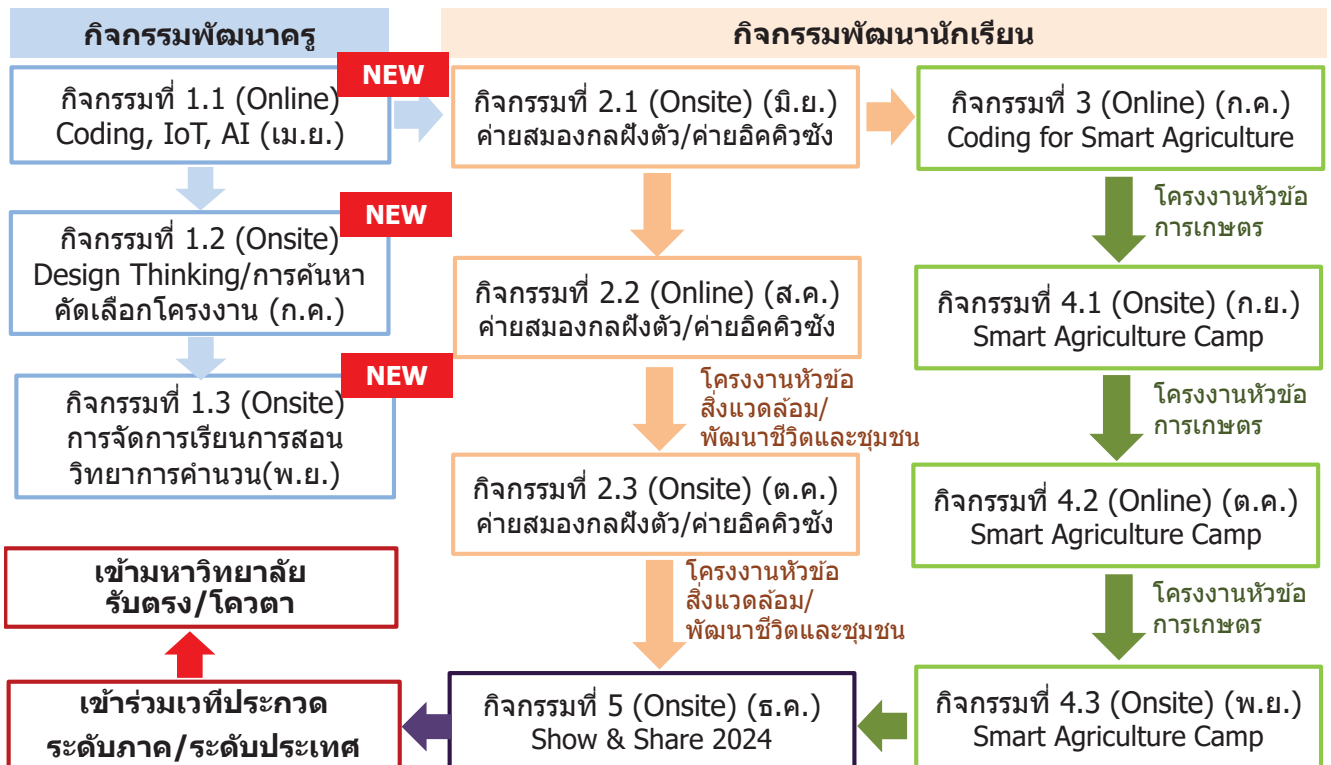 กิจกรรมพัฒนาครู
กิจกรรมพัฒนานักเรียน
NEW
กิจกรรมที่ 1.1 (Online)
Coding, IoT, AI (เม.ย.)
NEW
กิจกรรมที่ 1.2 (Onsite)
Design Thinking/การค้นหา
คัดเลือกโครงงาน (ก.ค.)
NEW
กิจกรรมที่ 1.3 (Onsite)
การจัดการเรียนการสอน
วิทยาการคำนวน(พ.ย.)
กิจกรรมที่ 2.1 (Onsite) (มิ.ย.)
ค่ายสมองกลฝังตัว/ค่ายอิคคิวซัง
กิจกรรมที่ 2.2 (Online) (ส.ค.)
ค่ายสมองกลฝังตัว/ค่ายอิคคิวซัง
โครงงานหัวข้อ
สิ่งแวดล้อม/
พัฒนาชีวิตและชุมชน
กิจกรรมที่ 2.3 (Onsite) (ต.ค.)
ค่ายสมองกลฝังตัว/ค่ายอิคคิวซัง
โครงงานหัวข้อ
สิ่งแวดล้อม/
พัฒนาชีวิตและชุมชน
กิจกรรมที่ 3 (Online) (ก.ค.)
Coding for Smart Agriculture
โครงงานหัวข้อ
การเกษตร
กิจกรรมที่ 4.1 (Onsite) (ก.ย.)
Smart Agriculture Camp
โครงงานหัวข้อ
การเกษตร
กิจกรรมที่ 4.2 (Online) (ต.ค.)
Smart Agriculture Camp
โครงงานหัวข้อ
การเกษตร
กิจกรรมที่ 4.3 (Onsite) (พ.ย.)
Smart Agriculture Camp
กิจกรรมที่ 5 (Onsite) (ธ.ค.)
Show & Share 2024
เข้าร่วมเวทีประกวด
ระดับภาค/ระดับประเทศ
เข้ามหาวิทยาลัย
รับตรง/โควตา